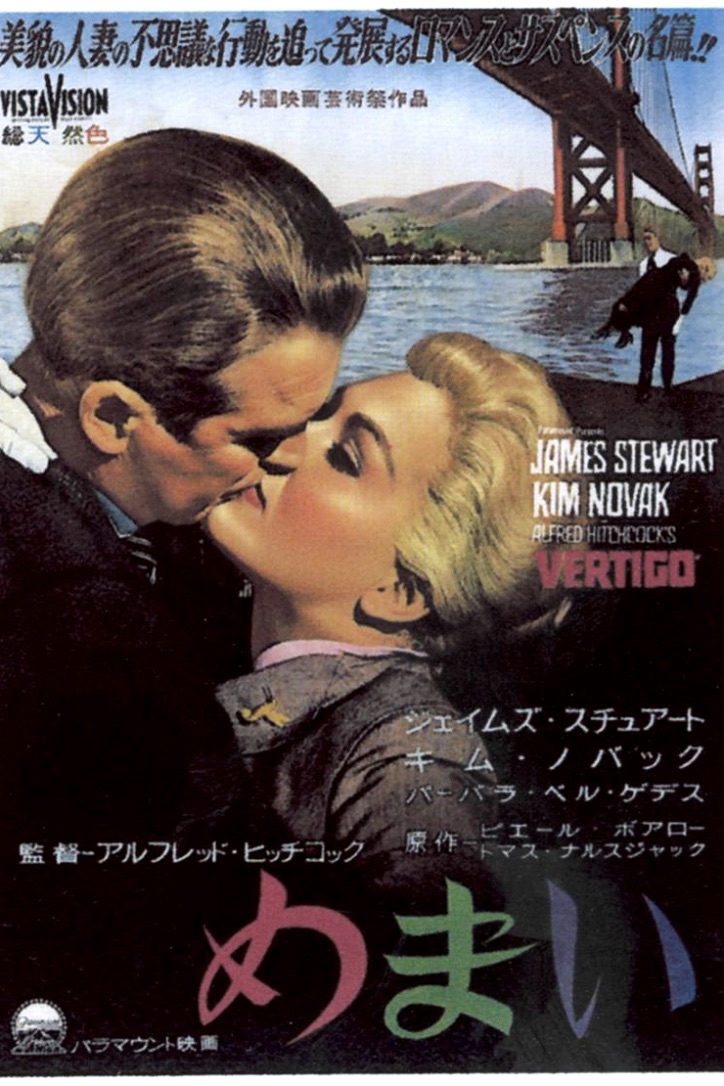 美貌の人妻の不思議な行動を追って発展するロマンスとサスペンスの名篇!!
VISTAVISION
総天然色
外国映画芸術祭作品
Paramount Presents
JAMES STEWART
KIM NOVAK
ALFRED HITCHCOCK'S
VERTIGO
ジェイムズ・スチュアート
キム・ノバック
バーバラ・ベル・ゲデス
原作=ピエール・ボアロー
トマス・ナルスジャック
監督=アルフレッド・ヒッチコック
めまい
Paramount
パラマウント映画